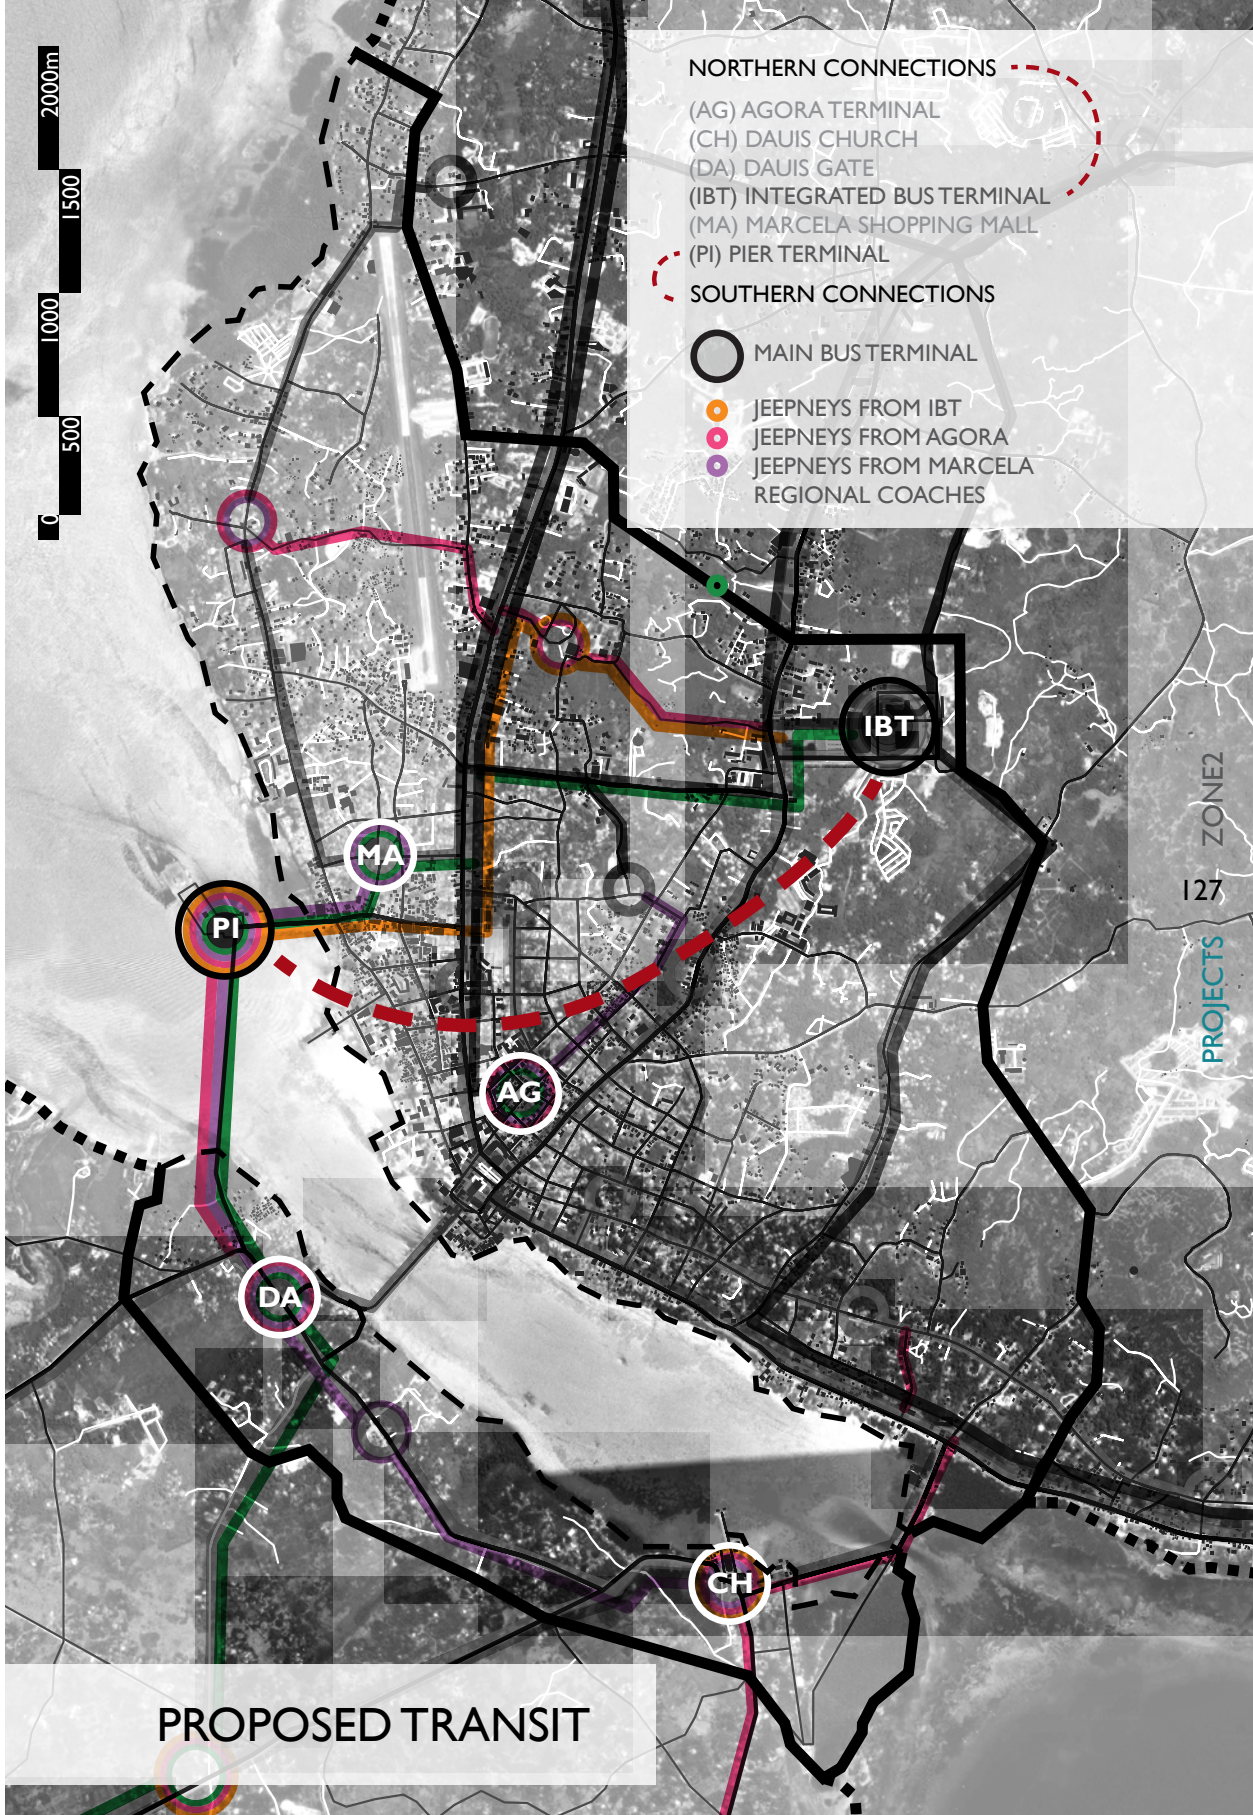 NORTHERN CONNECTIONS
(AG) AGORA TERMINAL
(CH) DAUIS CHURCH
(DA) DAUIS GATE
(IBT) INTEGRATED BUS TERMINAL
(MA) MARCELA SHOPPING MALL
(PI) PIER TERMINAL
SOUTHERN CONNECTIONS
MAIN BUS TERMINAL
JEEPNEYS FROM IBT
JEEPNEYS FROM AGORA
JEEPNEYS FROM MARCELA
REGIONAL COACHES
2000m
1500
1000
500
0
IBT
MA
PI
AG
DA
CH
ZONE2
127
PROJECTS
PROPOSED TRANSIT